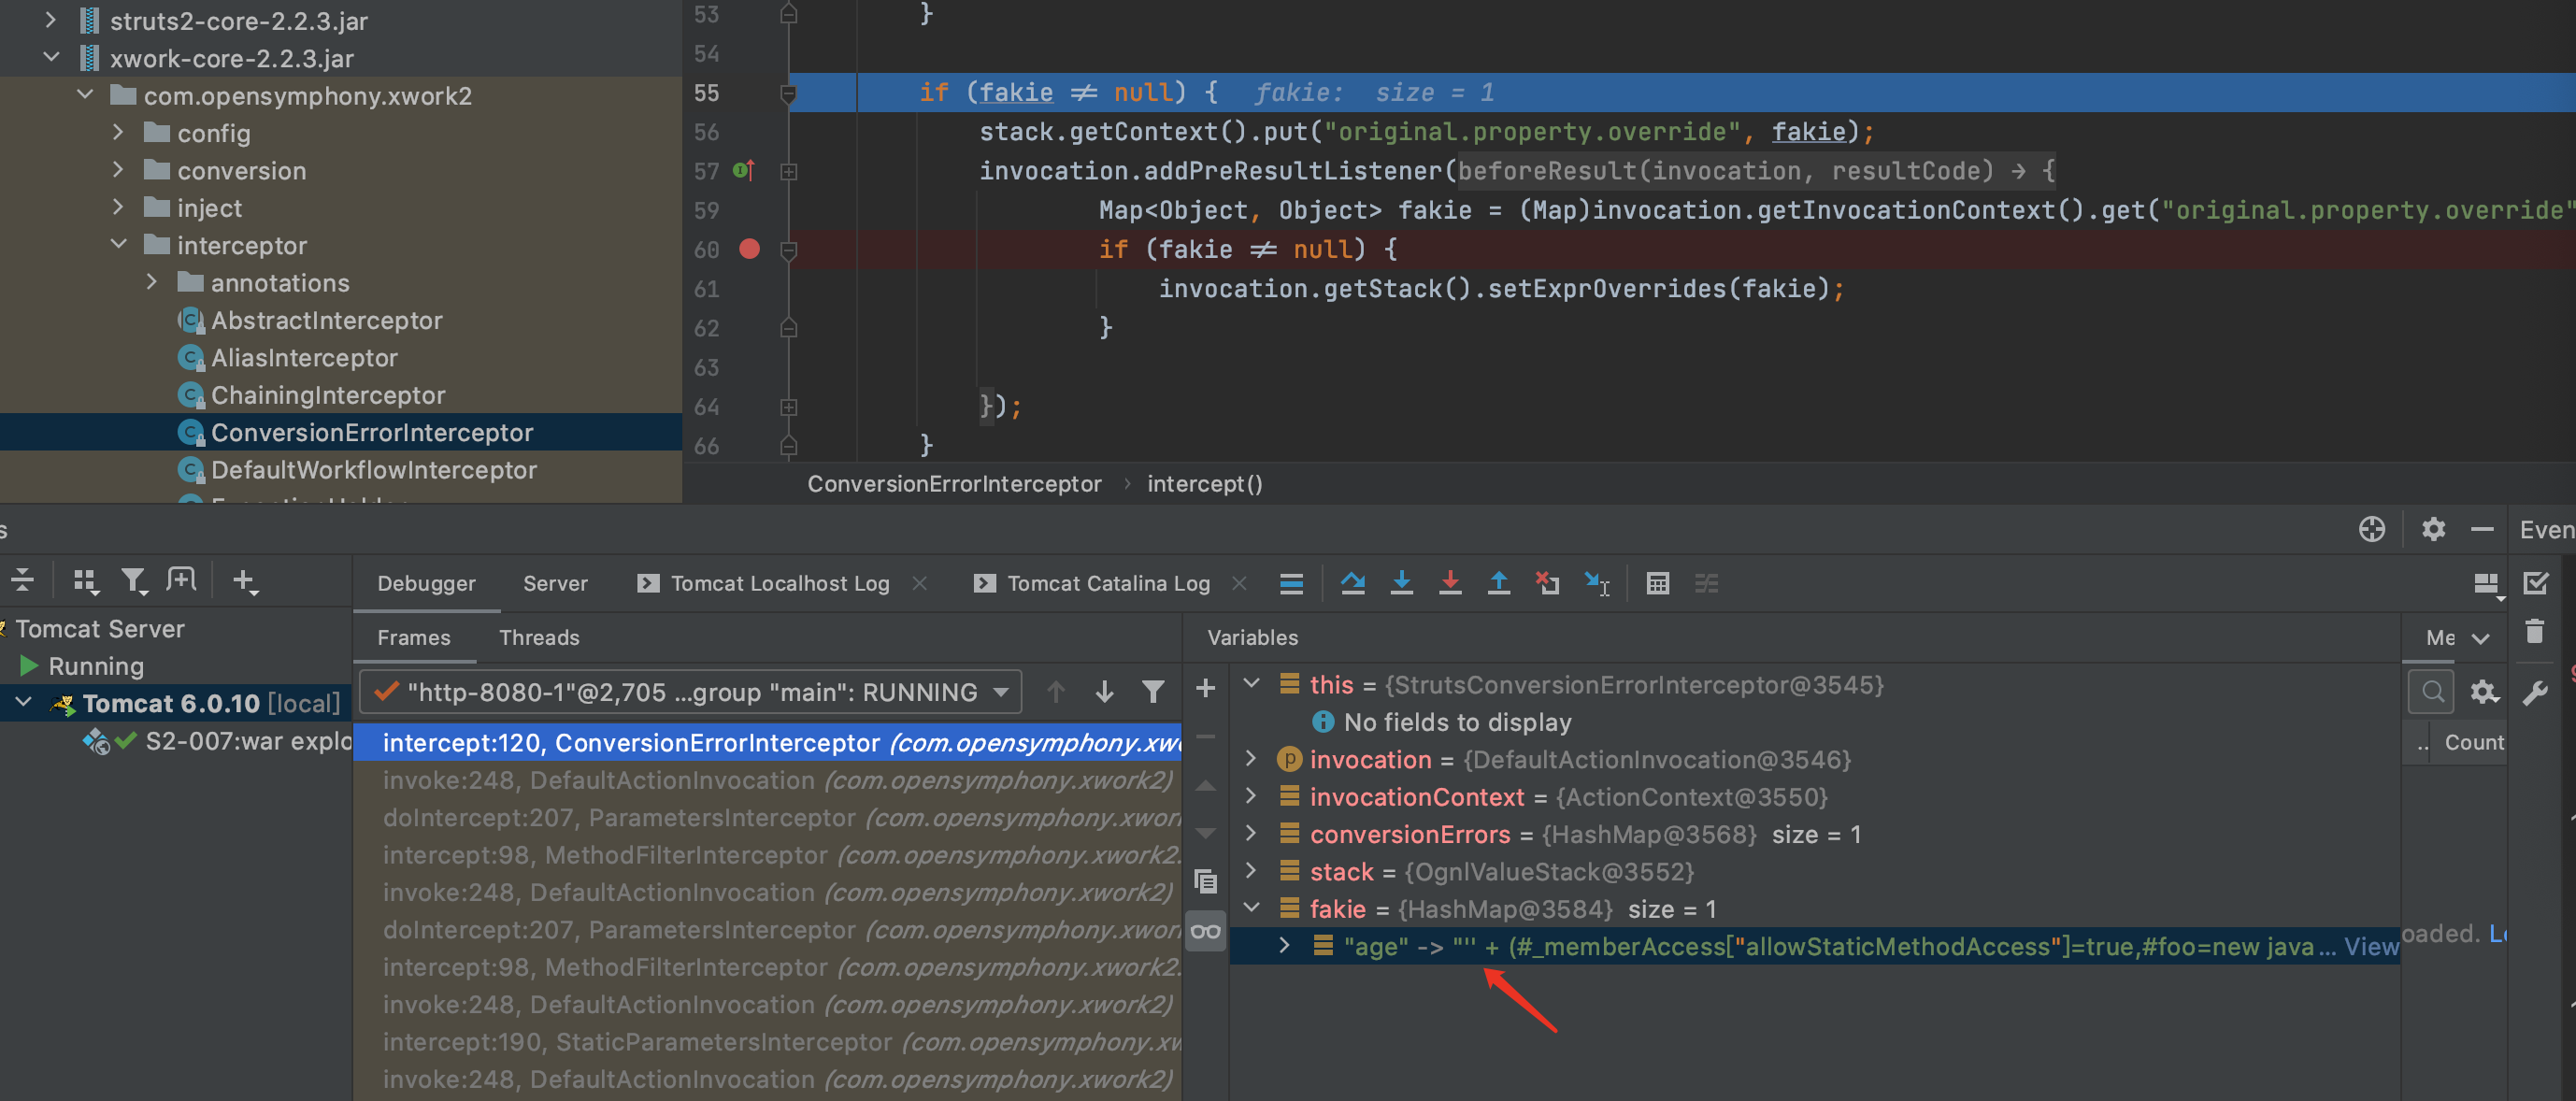 struts2-core-2.2.3.jar
xwork-core-2.2.3.jar
com.opensymphony.xwork2
config
conversion
inject
interceptor
annotations
AbstractInterceptor
AliasInterceptor
ChainingInterceptor
ConversionErrorInterceptor
DefaultWorkflowInterceptor
53 }
54
55 if (fakie ≠ null) { fakie: size = 1
56 stack.getContext().put("original.property.override", fakie);
57 invocation.addPreResultListener(beforeResult(invocation, resultCode) → {
59 Map<Object, Object> fakie = (Map)invocation.getInvocationContext().get("original.property.override"
60 if (fakie ≠ null) {
61 invocation.getStack().setExprOverrides(fakie);
62 }
63
64 });
66 }
ConversionErrorInterceptor › intercept()
s
Even
Debugger Server Tomcat Localhost Log Tomcat Catalina Log
Tomcat Server
Running
Tomcat 6.0.10 [local]
S2-007:war explo
Frames Threads
"http-8080-1"@2,705 ...group "main": RUNNING
intercept:120, ConversionErrorInterceptor (com.opensymphony.xwo
invoke:248, DefaultActionInvocation (com.opensymphony.xwork2)
doIntercept:207, ParametersInterceptor (com.opensymphony.xwor
intercept:98, MethodFilterInterceptor (com.opensymphony.xwork2.
invoke:248, DefaultActionInvocation (com.opensymphony.xwork2)
doIntercept:207, ParametersInterceptor (com.opensymphony.xwor
intercept:98, MethodFilterInterceptor (com.opensymphony.xwork2.
invoke:248, DefaultActionInvocation (com.opensymphony.xwork2)
intercept:190, StaticParametersInterceptor (com.opensymphony.xw
invoke:248, DefaultActionInvocation (com.opensymphony.xwork2)
Variables
this = {StrutsConversionErrorInterceptor@3545}
No fields to display
invocation = {DefaultActionInvocation@3546}
invocationContext = {ActionContext@3550}
conversionErrors = {HashMap@3568} size = 1
stack = {OgnlValueStack@3552}
fakie = {HashMap@3584} size = 1
"age" -> "'' + (#_memberAccess["allowStaticMethodAccess"]=true,#foo=new java ... View
Me
.. Count
oaded. Lo